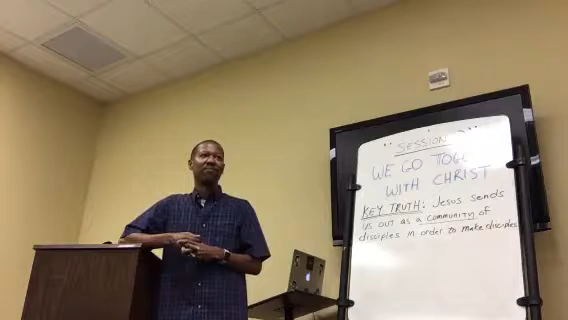 "SESSION
WE GO TOGE
WITH CHRIST
KEY TRUTH: Jesus sends
us out as a community of
disciples in order to make disciples